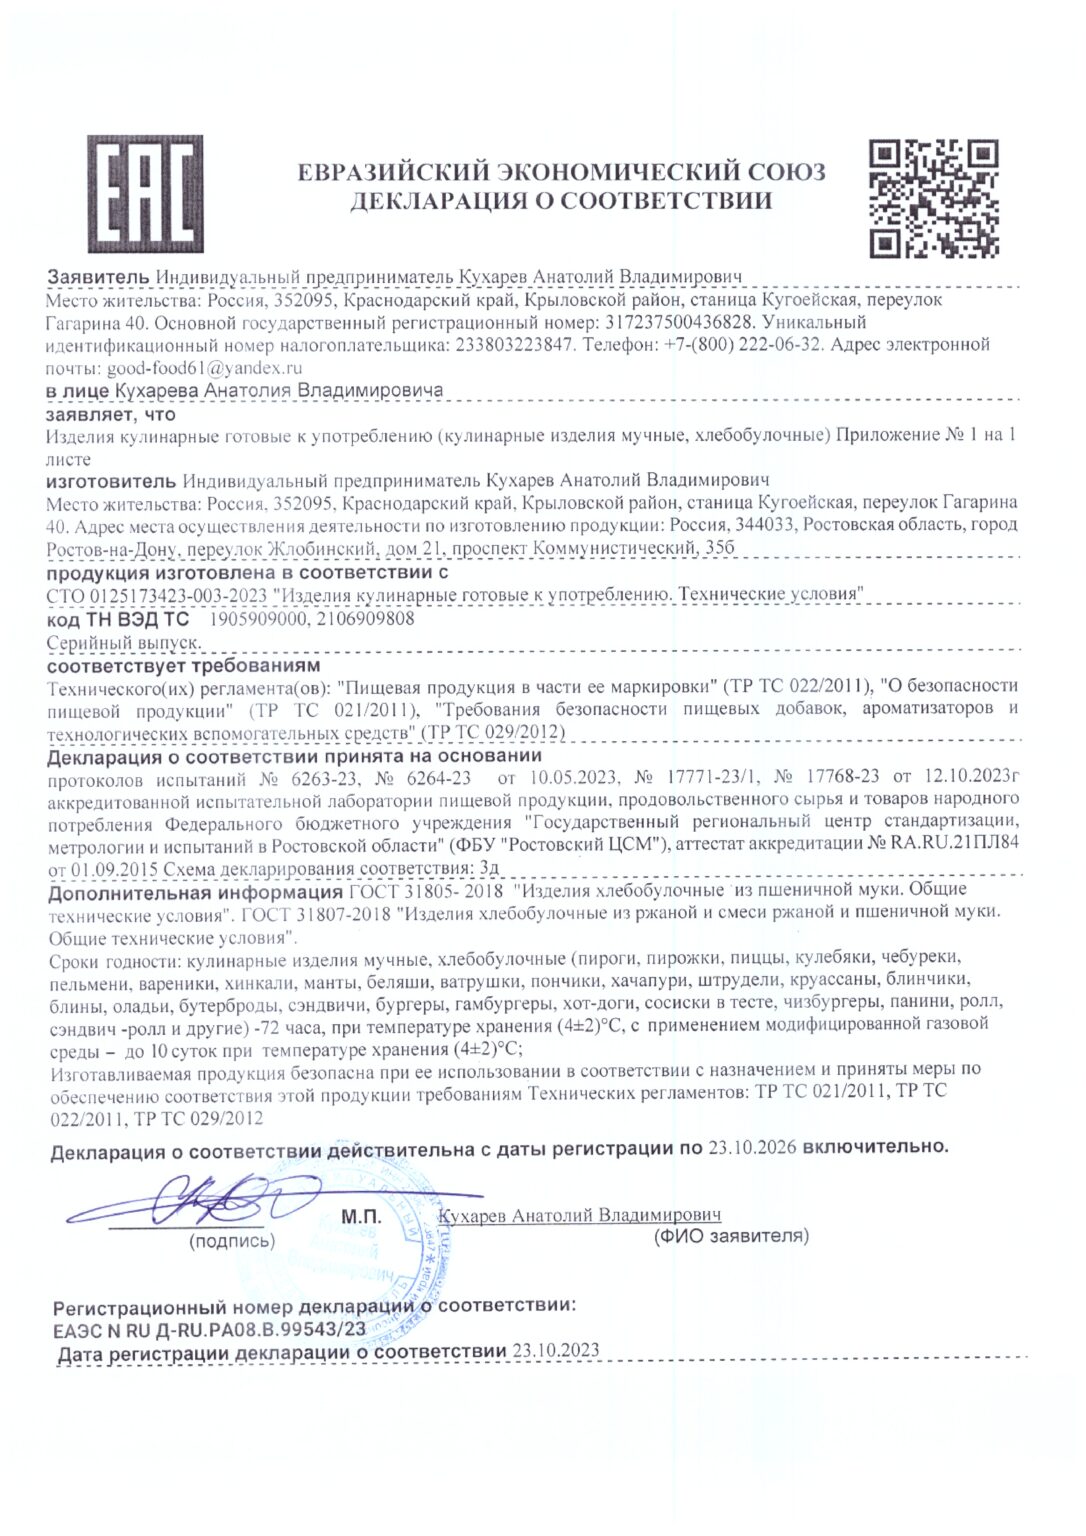 ЕАС
ЕВРАЗИЙСКИЙ ЭКОНОМИЧЕСКИЙ СОЮЗ
ДЕКЛАРАЦИЯ О СООТВЕТСТВИИ
Заявитель Индивидуальный предприниматель Кухарев Анатолий Владимирович
Место жительства: Россия, 352095, Краснодарский край, Крыловской район, станица Кугоейская, переулок
Гагарина 40. Основной государственный регистрационный номер: 317237500436828. Уникальный
идентификационный номер налогоплательщика: 233803223847. Телефон: +7-(800) 222-06-32. Адрес электронной
почты: good-food61@yandex.ru
в лице Кухарева Анатолия Владимировича
заявляет, что
Изделия кулинарные готовые к употреблению (кулинарные изделия мучные, хлебобулочные) Приложение № 1 на 1
листе
изготовитель Индивидуальный предприниматель Кухарев Анатолий Владимирович
Место жительства: Россия, 352095, Краснодарский край, Крыловской район, станица Кугоейская, переулок Гагарина
40. Адрес места осуществления деятельности по изготовлению продукции: Россия, 344033, Ростовская область, город
Ростов-на-Дону, переулок Жлобинский, дом 21, проспект Коммунистический, 35б
продукция изготовлена в соответствии с
СТО 0125173423-003-2023 "Изделия кулинарные готовые к употреблению. Технические условия"
код ТН ВЭД ТС 1905909000, 2106909808
Серийный выпуск.
соответствует требованиям
Технического(их) регламента(ов): "Пищевая продукция в части ее маркировки" (ТР ТС 022/2011), "О безопасности
пищевой продукции" (ТР ТС 021/2011), "Требования безопасности пищевых добавок, ароматизаторов и
технологических вспомогательных средств" (ТР ТС 029/2012)
Декларация о соответствии принята на основании
протоколов испытаний № 6263-23, № 6264-23 от 10.05.2023, № 17771-23/1, № 17768-23 от 12.10.2023г
аккредитованной испытательной лаборатории пищевой продукции, продовольственного сырья и товаров народного
потребления Федерального бюджетного учреждения "Государственный региональный центр стандартизации,
метрологии и испытаний в Ростовской области" (ФБУ "Ростовский ЦСМ"), аттестат аккредитации № RA.RU.21ПЛ84
от 01.09.2015 Схема декларирования соответствия: 3д
Дополнительная информация ГОСТ 31805- 2018 "Изделия хлебобулочные из пшеничной муки. Общие
технические условия". ГОСТ 31807-2018 "Изделия хлебобулочные из ржаной и смеси ржаной и пшеничной муки.
Общие технические условия".
Сроки годности: кулинарные изделия мучные, хлебобулочные (пироги, пирожки, пиццы, кулебяки, чебуреки,
пельмени, вареники, хинкали, манты, беляши, ватрушки, пончики, хачапури, штрудели, круассаны, блинчики,
блины, оладьи, бутерброды, сэндвичи, бургеры, гамбургеры, хот-доги, сосиски в тесте, чизбургеры, панини, ролл,
сэндвич -ролл и другие) -72 часа, при температуре хранения (4±2)°С, с применением модифицированной газовой
среды – до 10 суток при температуре хранения (4±2)°С;
Изготавливаемая продукция безопасна при ее использовании в соответствии с назначением и приняты меры по
обеспечению соответствия этой продукции требованиям Технических регламентов: ТР ТС 021/2011, ТР ТС
022/2011, ТР ТС 029/2012
Декларация о соответствии действительна с даты регистрации по 23.10.2026 включительно.
М.П. Кухарев Анатолий Владимирович
(подпись) (ФИО заявителя)
Регистрационный номер декларации о соответствии:
ЕАЭС N RU Д-RU.РА08.В.99543/23
Дата регистрации декларации о соответствии 23.10.2023